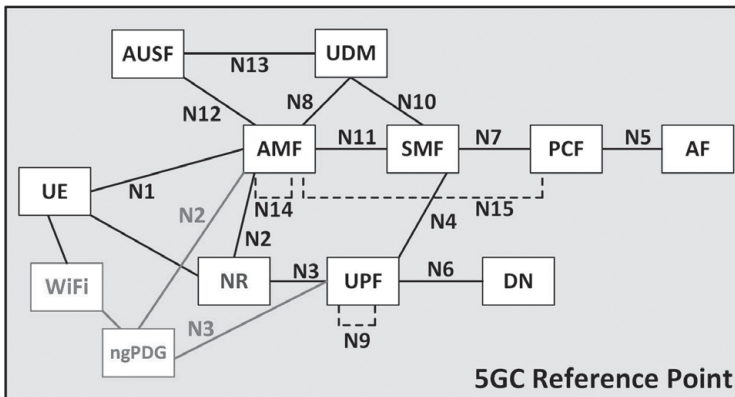 AUSF
N13
UDM
N12
N8
N10
AMF
N11
SMF
N7
PCF
N5
AF
UE
N1
N2
N14
N15
N4
N2
WiFi
NR
N3
UPF
N6
DN
N3
N9
ngPDG
5GC Reference Point